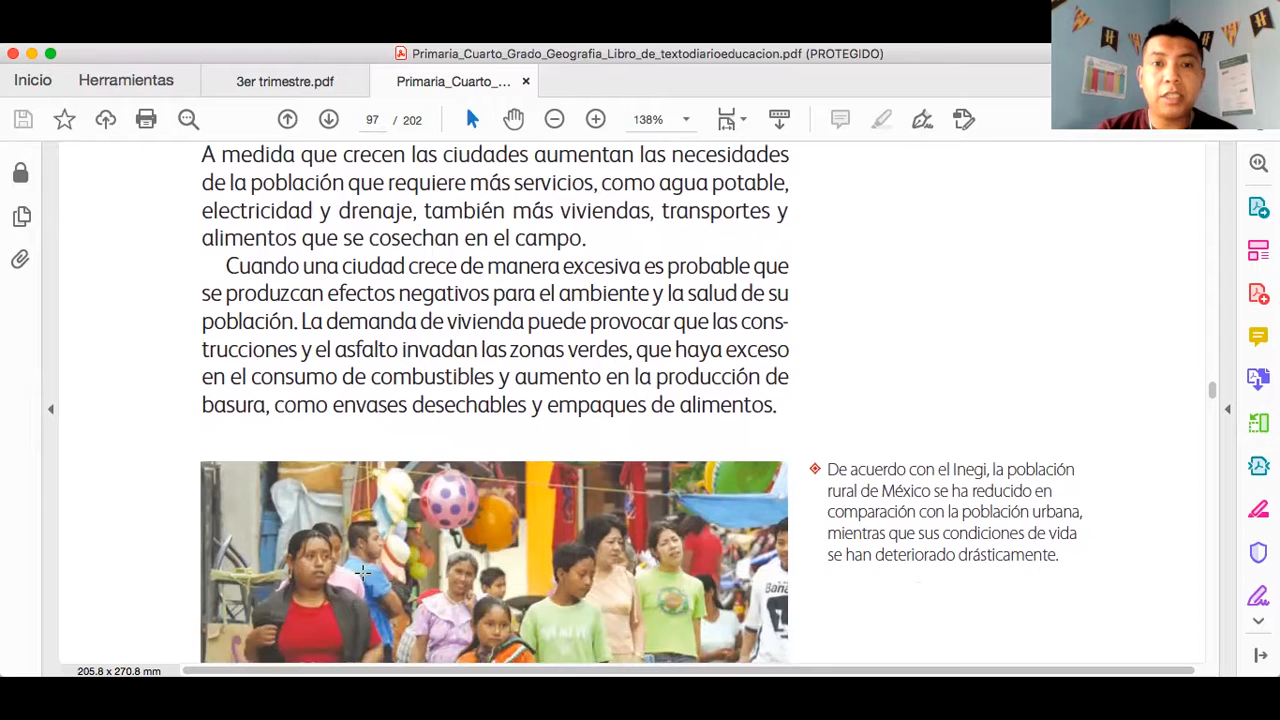 Primaria_Cuarto_Grado_Geografia_Libro_de_textodiarioeducacion.pdf (PROTEGIDO)
Inicio
Herramientas
3er trimestre.pdf
Primaria_Cuarto_...
97 / 202
138%
A medida que crecen las ciudades aumentan las necesidades
de la población que requiere más servicios, como agua potable,
electricidad y drenaje, también más viviendas, transportes y
alimentos que se cosechan en el campo.
Cuando una ciudad crece de manera excesiva es probable que
se produzcan efectos negativos para el ambiente y la salud de su
población. La demanda de vivienda puede provocar que las cons-
trucciones y el asfalto invadan las zonas verdes, que haya exceso
en el consumo de combustibles y aumento en la producción de
basura, como envases desechables y empaques de alimentos.
De acuerdo con el Inegi, la población
rural de México se ha reducido en
comparación con la población urbana,
mientras que sus condiciones de vida
se han deteriorado drásticamente.
205.8 x 270.8 mm